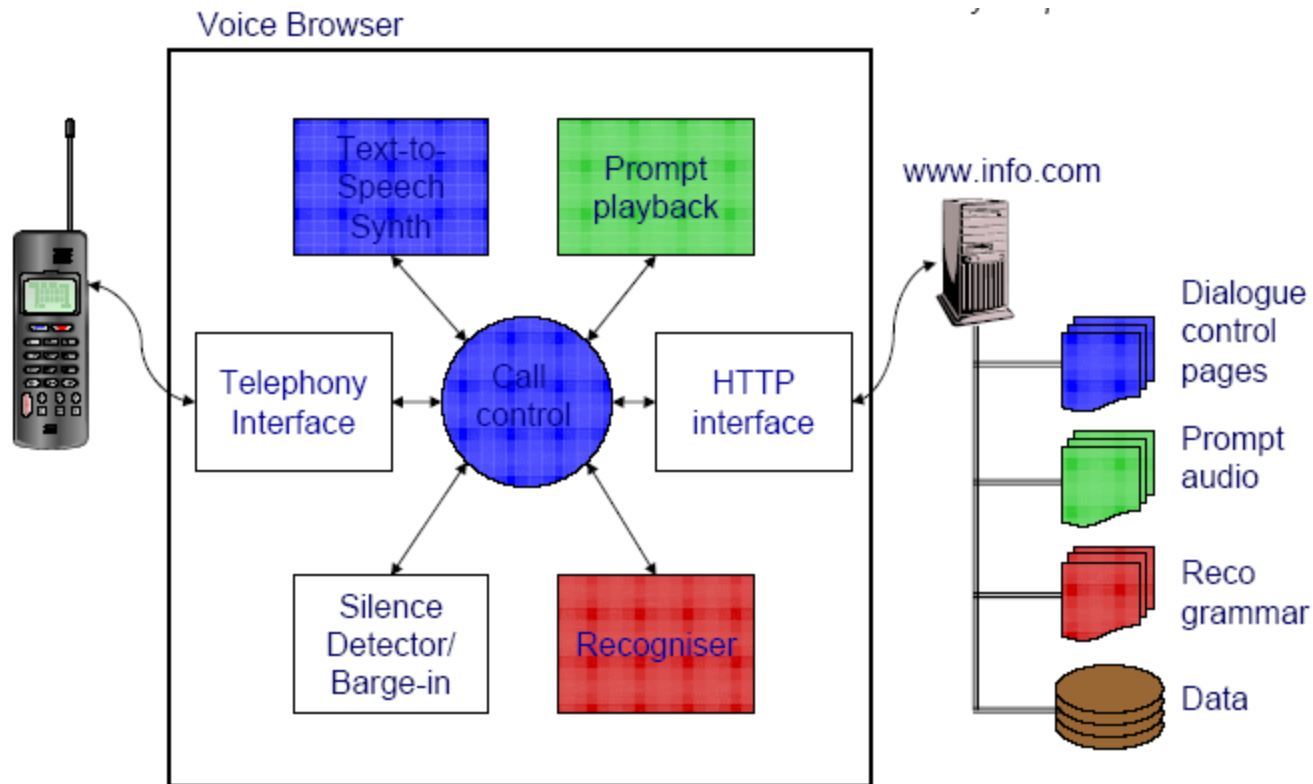 Voice Browser
Text-to-
Speech
Synth
Prompt
playback
www.info.com
Telephony
Interface
Call
control
HTTP
interface
Dialogue
control
pages
Prompt
audio
Silence
Detector/
Barge-in
Recogniser
Reco
grammar
Data